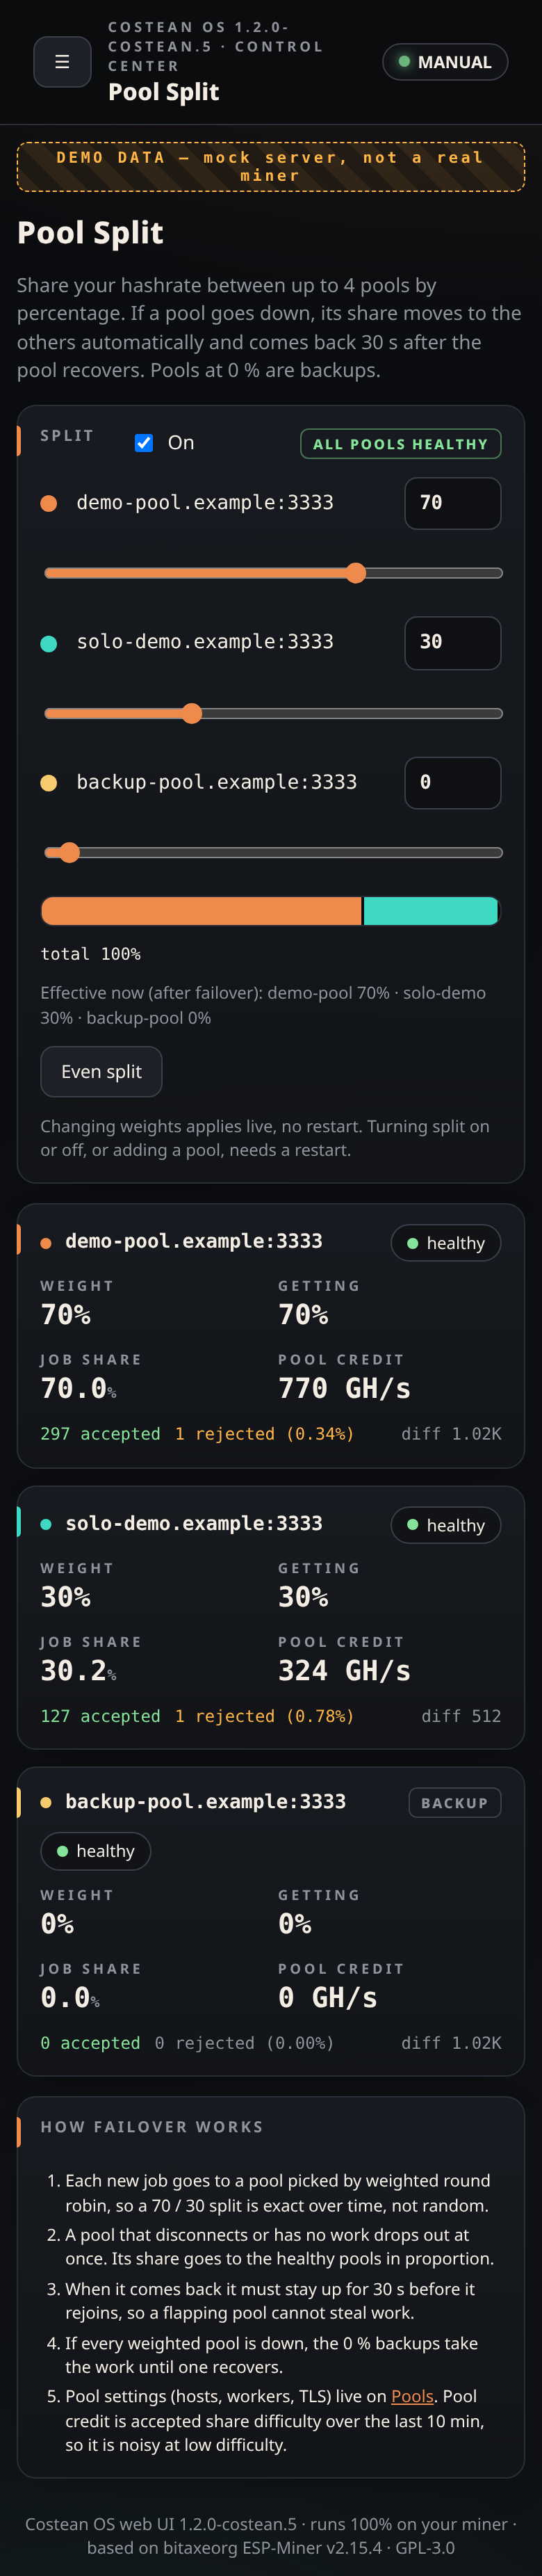 COSTEAN OS 1.2.0-
COSTEAN.5 · CONTROL
CENTER
☰
Pool Split
MANUAL
DEMO DATA — mock server, not a real
miner
Pool Split
Share your hashrate between up to 4 pools by
percentage. If a pool goes down, its share moves to the
others automatically and comes back 30 s after the
pool recovers. Pools at 0 % are backups.
SPLIT On ALL POOLS HEALTHY
demo-pool.example:3333 70
solo-demo.example:3333 30
backup-pool.example:3333 0
total 100%
Effective now (after failover): demo-pool 70% · solo-demo
30% · backup-pool 0%
Even split
Changing weights applies live, no restart. Turning split on
or off, or adding a pool, needs a restart.
demo-pool.example:3333 healthy
WEIGHT GETTING
70% 70%
JOB SHARE POOL CREDIT
70.0% 770 GH/s
297 accepted 1 rejected (0.34%) diff 1.02K
solo-demo.example:3333 healthy
WEIGHT GETTING
30% 30%
JOB SHARE POOL CREDIT
30.2% 324 GH/s
127 accepted 1 rejected (0.78%) diff 512
backup-pool.example:3333 BACKUP
healthy
WEIGHT GETTING
0% 0%
JOB SHARE POOL CREDIT
0.0% 0 GH/s
0 accepted 0 rejected (0.00%) diff 1.02K
HOW FAILOVER WORKS
1. Each new job goes to a pool picked by weighted round
robin, so a 70 / 30 split is exact over time, not random.
2. A pool that disconnects or has no work drops out at
once. Its share goes to the healthy pools in proportion.
3. When it comes back it must stay up for 30 s before it
rejoins, so a flapping pool cannot steal work.
4. If every weighted pool is down, the 0 % backups take
the work until one recovers.
5. Pool settings (hosts, workers, TLS) live on Pools. Pool
credit is accepted share difficulty over the last 10 min,
so it is noisy at low difficulty.
Costean OS web UI 1.2.0-costean.5 · runs 100% on your miner ·
based on bitaxeorg ESP-Miner v2.15.4 · GPL-3.0